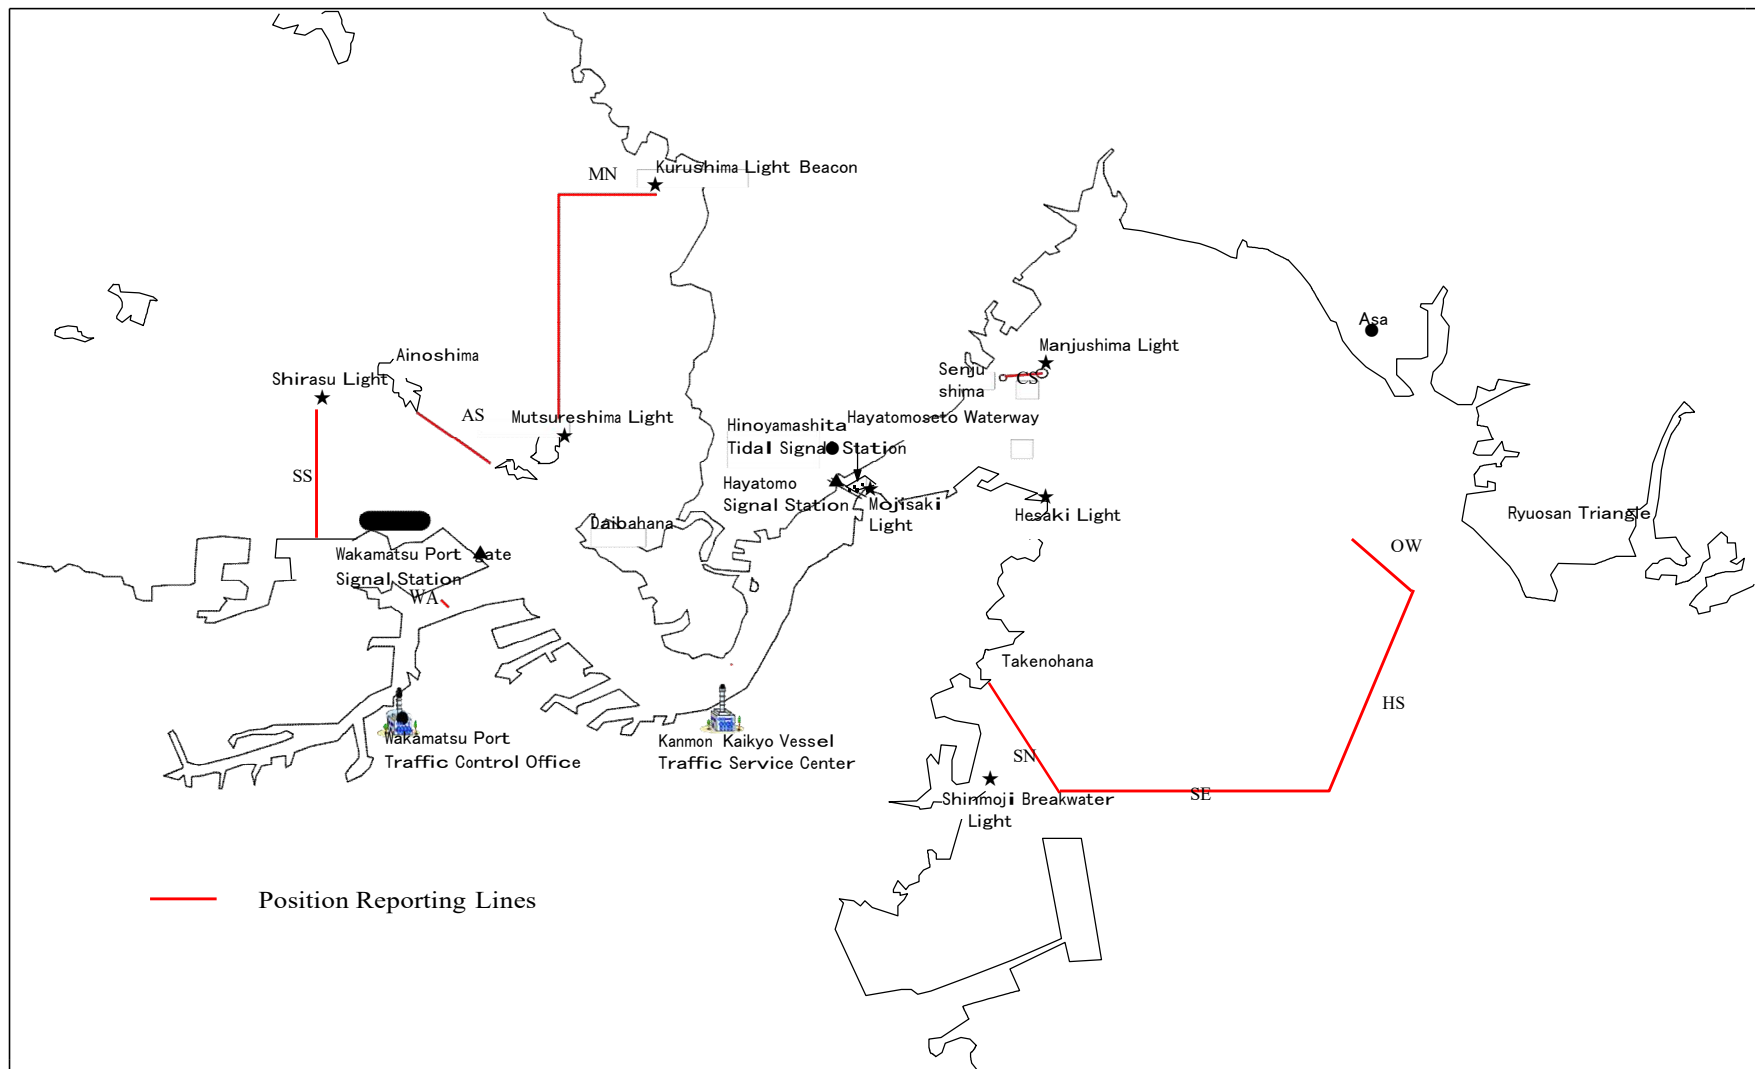 MN
Kurushima Light Beacon
Asa
Ainoshima
Manjushima Light
Shirasu Light
Senju
shima
CS
AS
Mutsureshima Light
Hayatomoseto Waterway
Hinoyamashita
Tidal Signal Station
SS
Hayatomo
Signal Station
Mojisaki
Light
Hesaki Light
Ryuosan Triangle
Daibahana
Wakamatsu Port gate
Signal Station
WA
OW
Takenohana
HS
Wakamatsu Port
Traffic Control Office
Kanmon Kaikyo Vessel
Traffic Service Center
SN
SE
Shinmoji Breakwater
Light
Position Reporting Lines